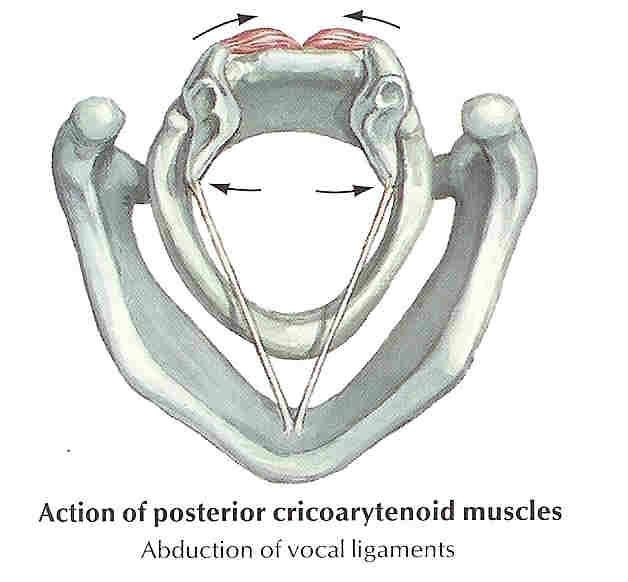 Action of posterior cricoarytenoid muscles
Abduction of vocal ligaments